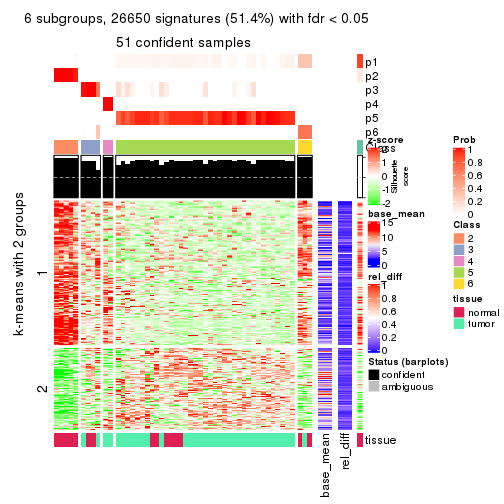 6 subgroups, 26650 signatures (51.4%) with fdr < 0.05
51 confident samples
p1
p2
p3
p4
p5
p6
Class
Silhouette
score
k-means with 2 groups
1
2
base_mean
rel_diff
tissue
z-score
2
0
-1
-2
base_mean
15
10
5
0
rel_diff
1
0.8
0.6
0.4
0.2
0
Status (barplots)
confident
ambiguous
Prob
1
0.8
0.6
0.4
0.2
0
Class
2
3
4
5
6
tissue
normal
tumor